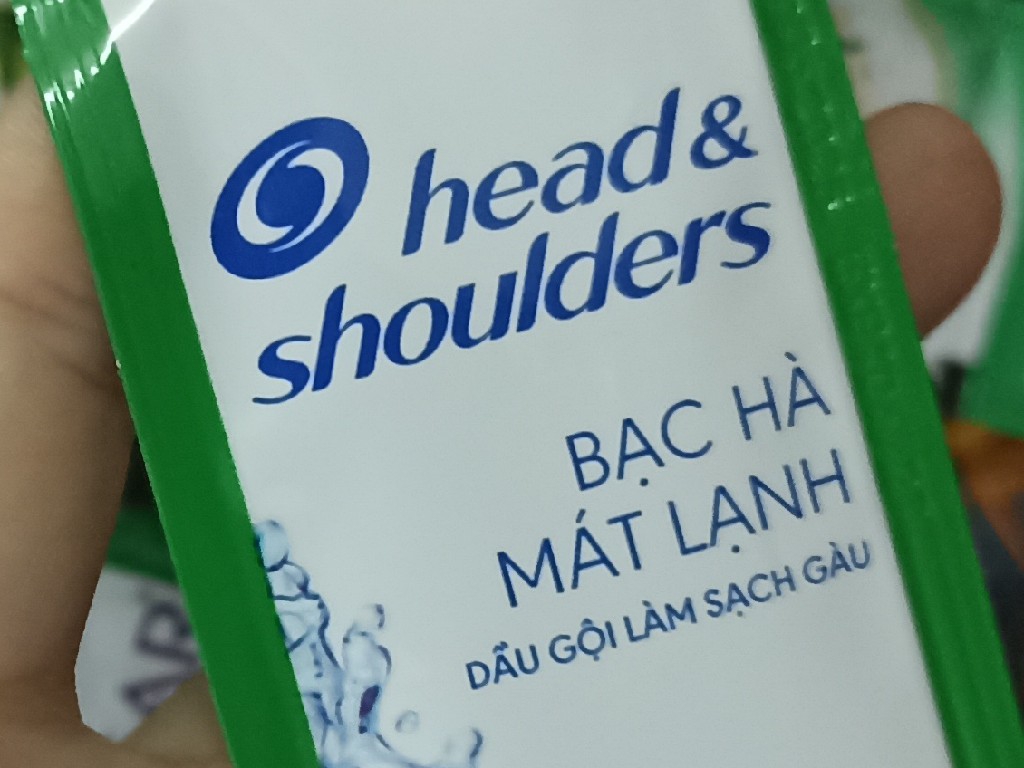 head &
shoulders
BẠC HÀ
MÁT LẠNH
DẦU GỘI LÀM SẠCH GÀU